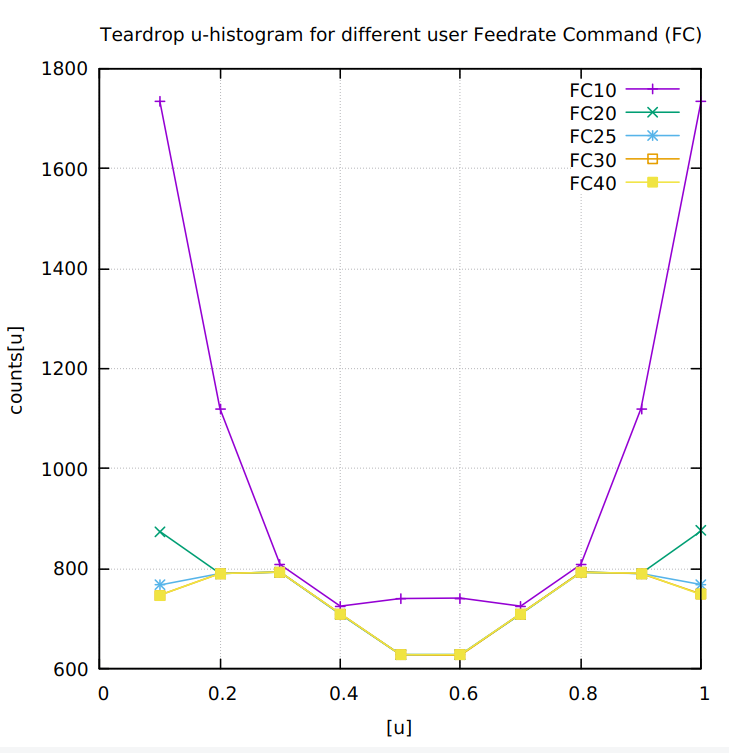 Teardrop u-histogram for different user Feedrate Command (FC)
1800
1600
1400
1200
1000
800
600
counts[u]
FC10
FC20
FC25
FC30
FC40
0 0.2 0.4 0.6 0.8 1
[u]